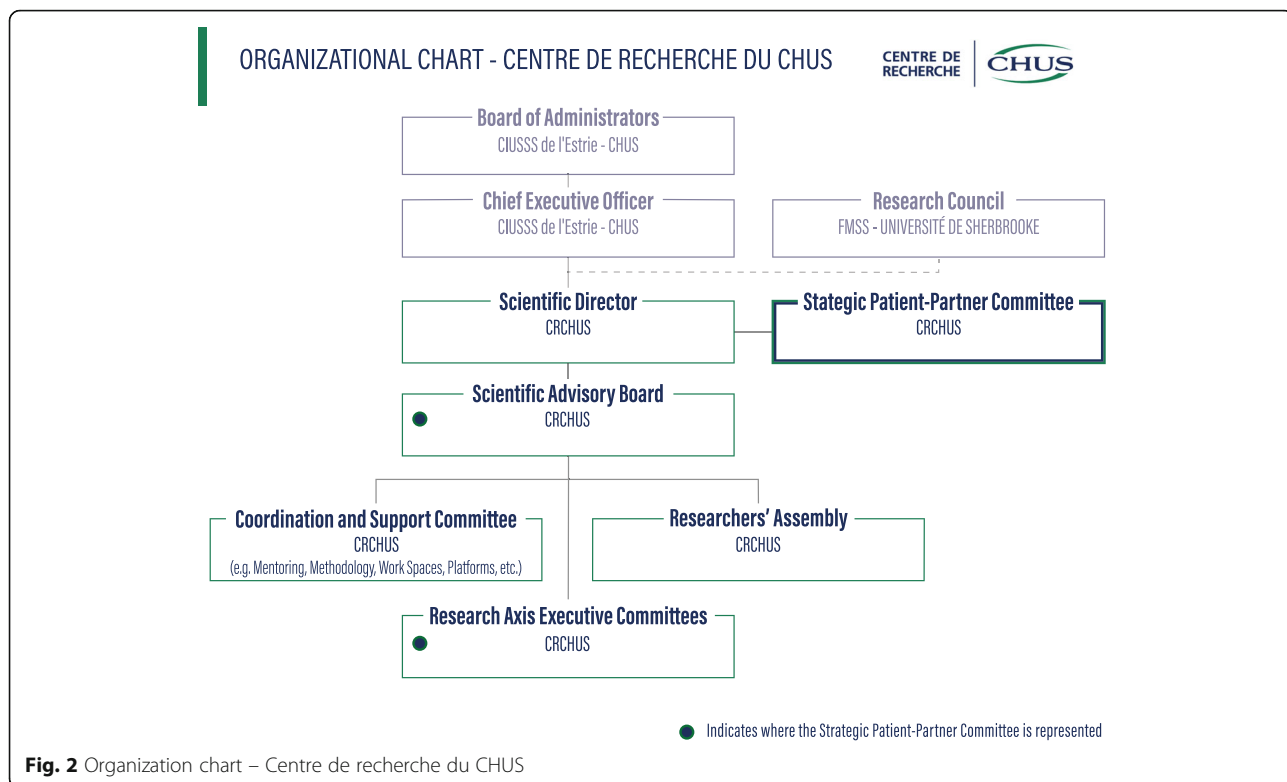 ORGANIZATIONAL CHART - CENTRE DE RECHERCHE DU CHUS
CENTRE DE
RECHERCHE
CHUS
Board of Administrators
CIUSSS de l'Estrie - CHUS
Chief Executive Officer
CIUSSS de l'Estrie - CHUS
Research Council
FMSS - UNIVERSITÉ DE SHERBROOKE
Scientific Director
CRCHUS
Stategic Patient-Partner Committee
CRCHUS
Scientific Advisory Board
CRCHUS
Coordination and Support Committee
CRCHUS
(e.g. Mentoring, Methodology, Work Spaces, Platforms, etc.)
Researchers' Assembly
CRCHUS
Research Axis Executive Committees
CRCHUS
Indicates where the Strategic Patient-Partner Committee is represented
Fig. 2 Organization chart – Centre de recherche du CHUS